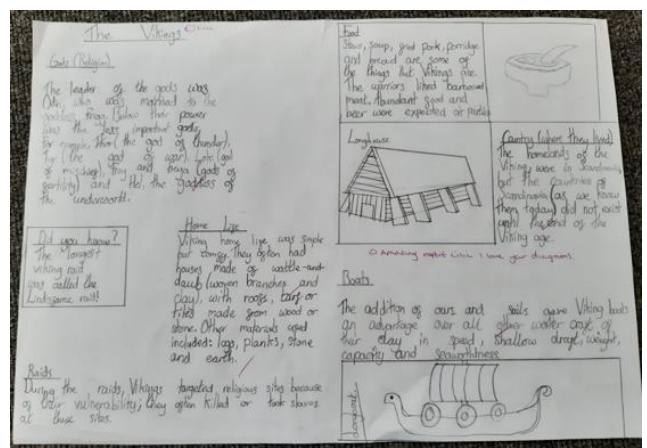 The Vikings
Gods (Religion)
The leader of the gods was
Odin, who was married to the
goddess Frigg. Below their power
was the less important gods,
for example, Thor (the god of thunder),
Tyr (the god of war), Loki (god
of mischief), Frey and Freyja (gods of
fertility) and Hel, the goddess of
the underworld.
Did you know?
The longest
viking raid
was called the
Lindisfarne raid!
Home Life
Viking home life was simple
but comfy. They often had
houses made of wattle-and-
daub (woven branches and
clay), with roofs, turf or
tiles made from wood or
stone. Other materials used
included: logs, planks, stone
and earth.
Raids
During the raids, Vikings targeted religious sites because
of their vulnerability; they often killed or took slaves
at these sites.
Food
Stews, soup, fried pork, porridge
and bread are some of
the things that Vikings ate.
The warriors liked barbecued
meat. Abundant food and
beer were expected at parties
Longhouse
Country (where they lived)
The homelands of the
Viking were in Scandinavia,
but the countries of
Scandinavia (as we know
them today) did not exist
until the end of the
Viking age.
Amazing I love your diagrams.
Boats
The addition of oars and sails gave Viking boats
an advantage over all other water craft of
their day in speed, shallow draft, weight,
capacity and seaworthiness
Longboat